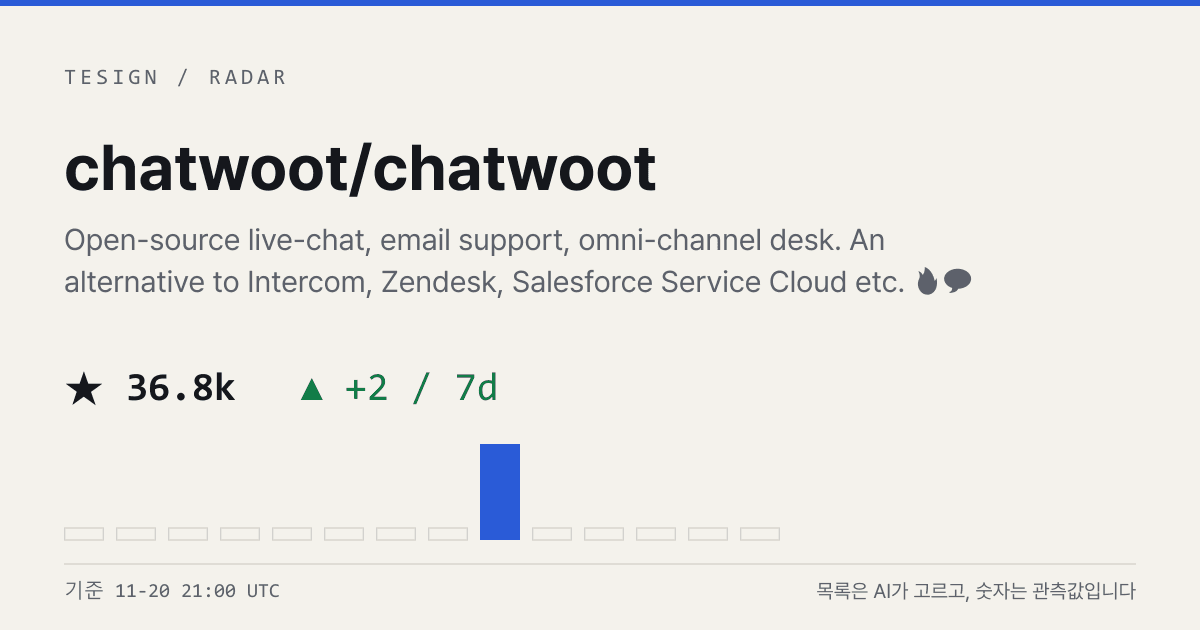 TESIGN / RADAR
chatwoot/chatwoot
Open-source live-chat, email support, omni-channel desk. An
alternative to Intercom, Zendesk, Salesforce Service Cloud etc. 🔥💬
★ 36.8k ▲ +2 / 7d
기준 11-20 21:00 UTC
목록은 AI가 고르고, 숫자는 관측값입니다